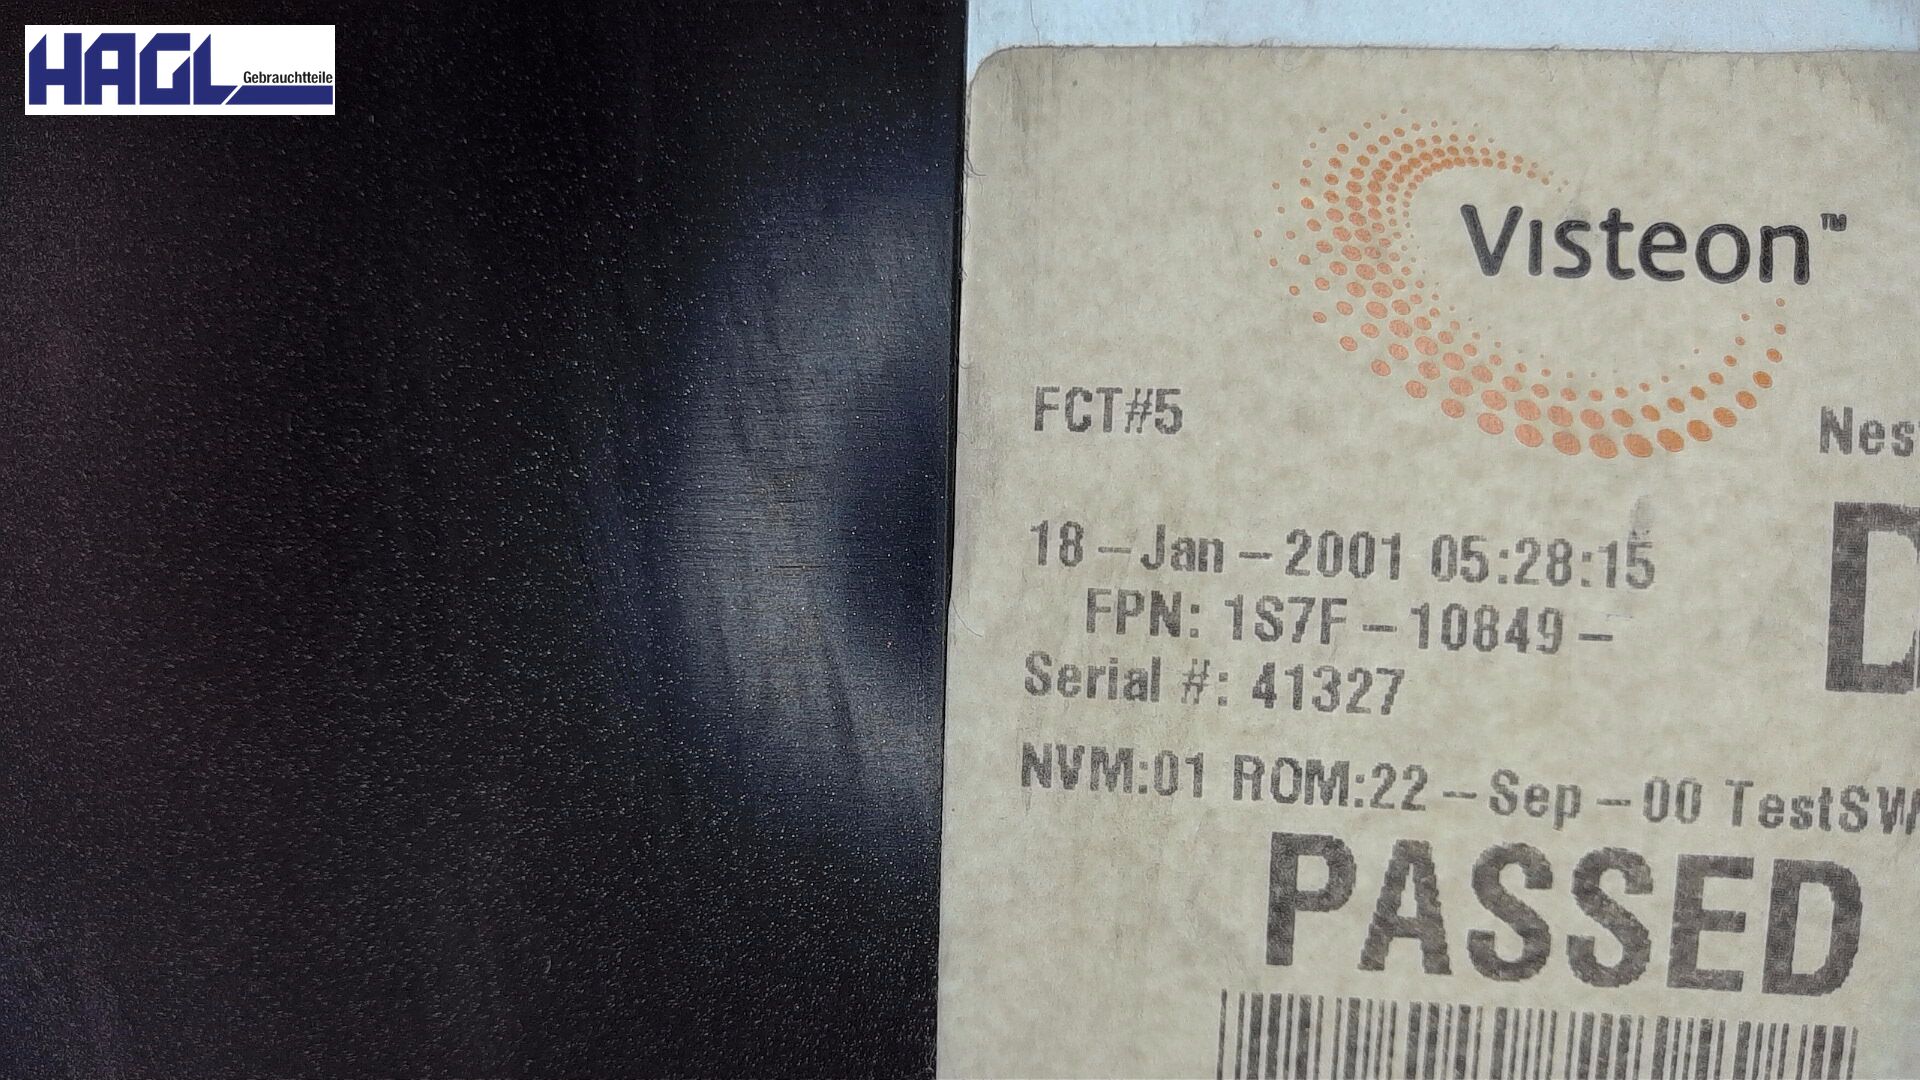 HAGL Gebrauchtteile
Visteon™
FCT#5
18-Jan-2001 05:28:15
FPN: 1S7F-10849-
Serial #: 41327
NVM:01 ROM:22-Sep-00 TestSW
PASSED